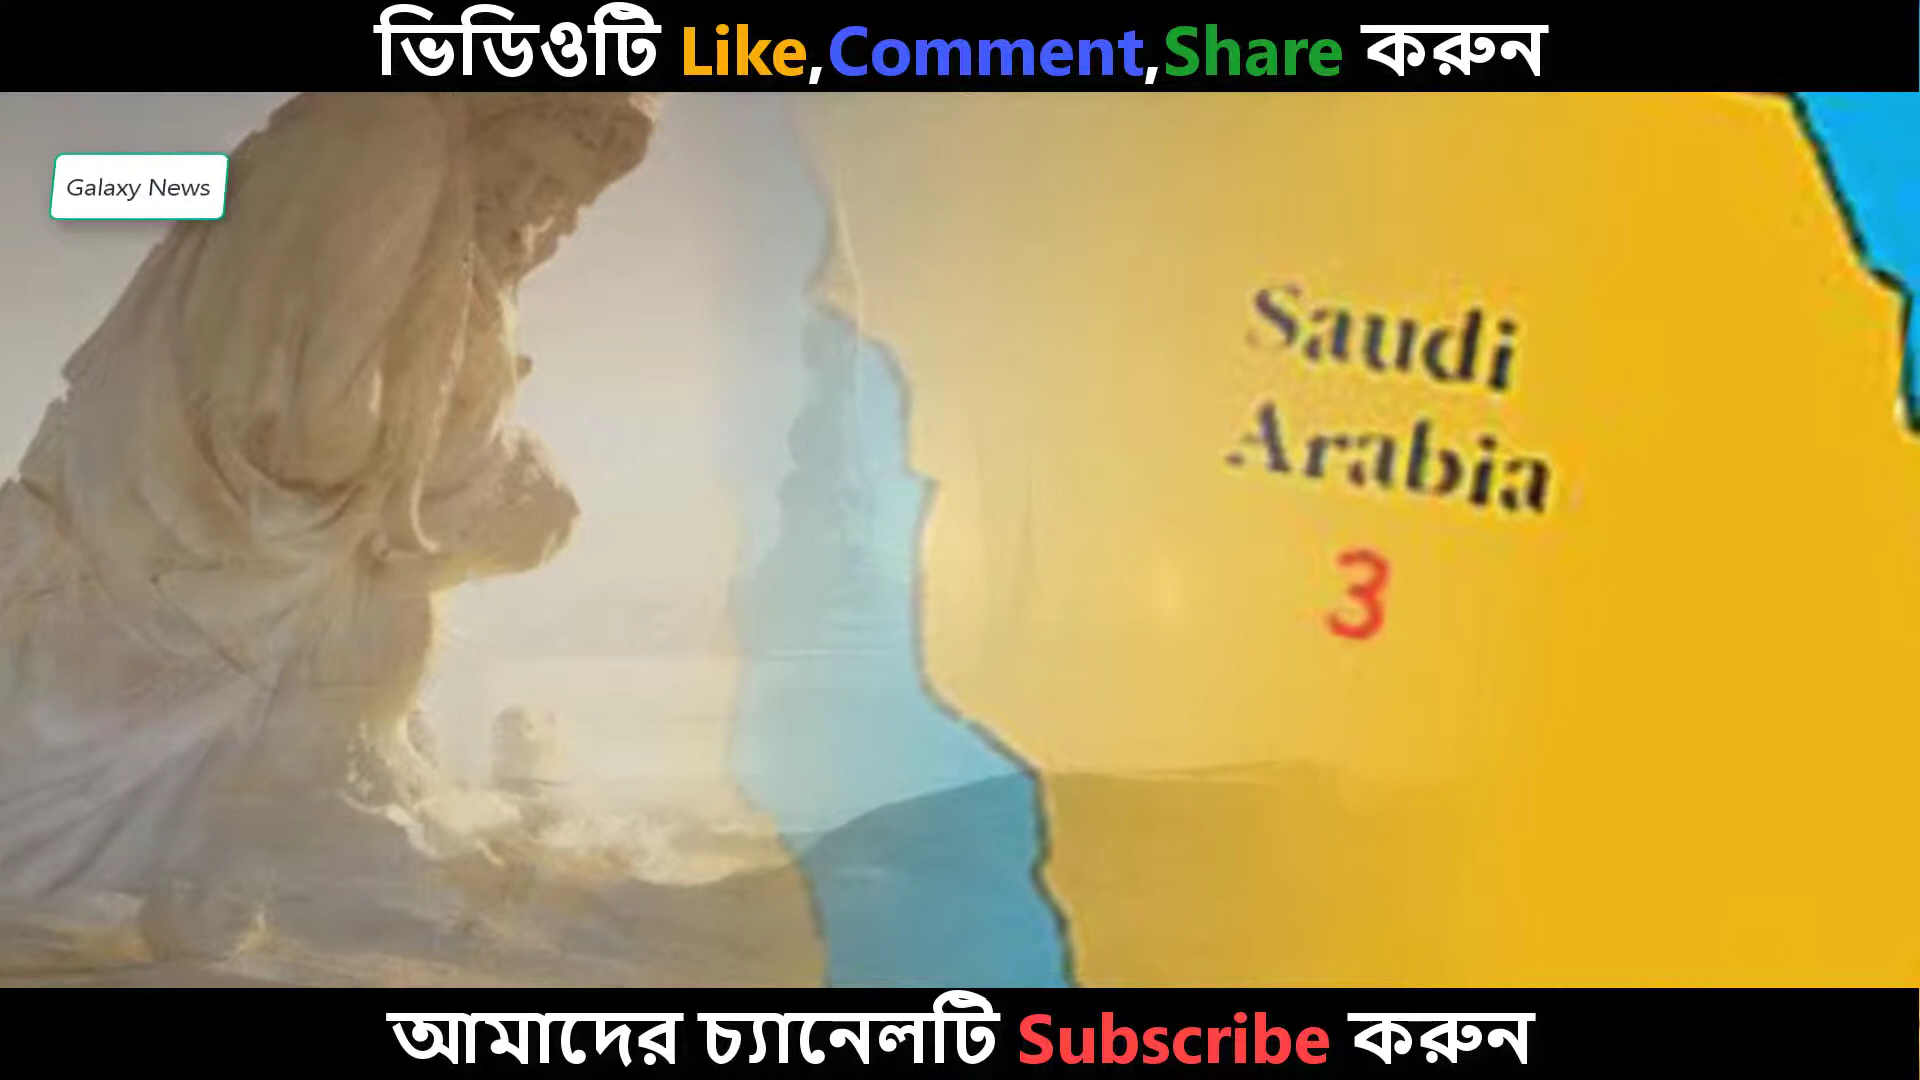 ভিডিওটি Like,Comment,Share করুন
Galaxy News
Saudi
Arabia
3
আমাদের চ্যানেলটি Subscribe করুন